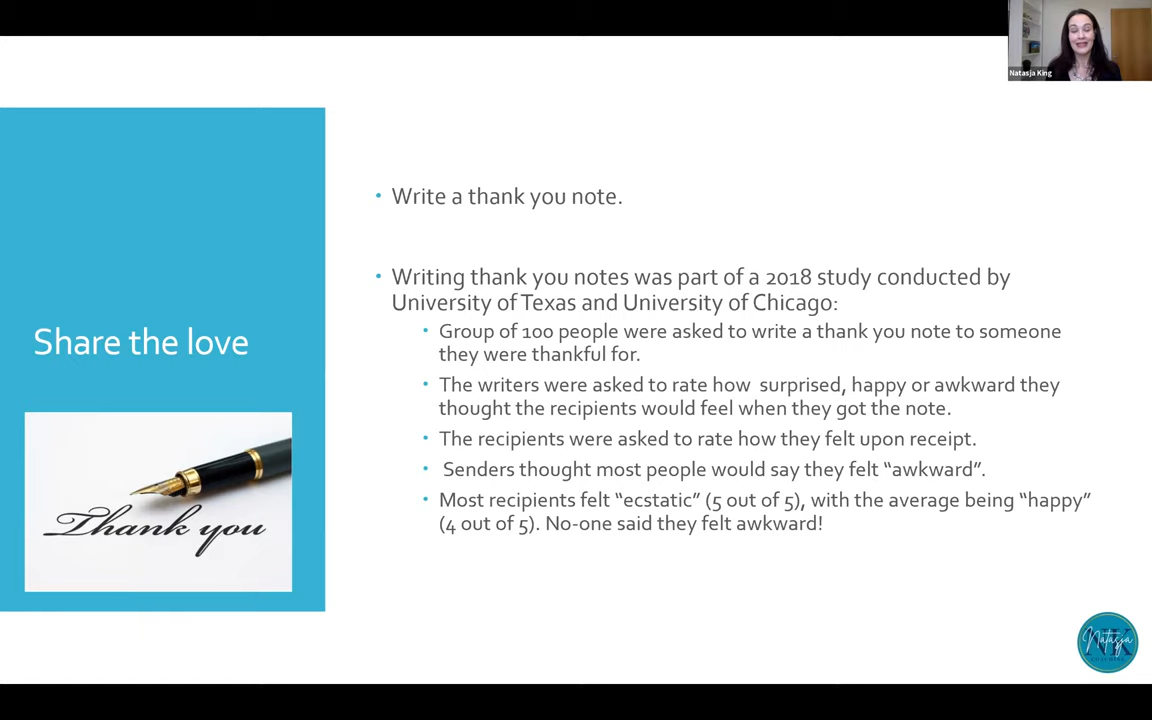 Natasja King
• Write a thank you note.
• Writing thank you notes was part of a 2018 study conducted by
University of Texas and University of Chicago:
• Group of 100 people were asked to write a thank you note to someone
they were thankful for.
• The writers were asked to rate how surprised, happy or awkward they
thought the recipients would feel when they got the note.
• The recipients were asked to rate how they felt upon receipt.
• Senders thought most people would say they felt “awkward”.
• Most recipients felt “ecstatic” (5 out of 5), with the average being “happy”
(4 out of 5). No-one said they felt awkward!
Share the love
Thank you
NK
Natasja
COACHING